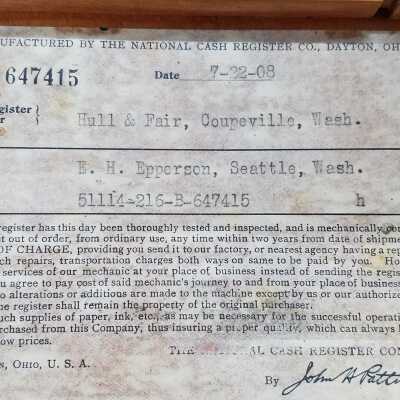 UFACTURED BY THE NATIONAL CASH REGISTER CO., DAYTON, OH
647415 Date 7-22-08
gister
r } Hull & Fair, Coupeville, Wash.
E. H. Epperson, Seattle, Wash.
51114-216-B-647415 h
register has this day been thoroughly tested and inspected, and is mechanically co
t out of order, from ordinary use, any time within two years from date of shipme
OF CHARGE, providing you send it to our factory, or nearest agency having a rep
ch repairs, transportation charges both ways on same to be paid by you. Ho
services of our mechanic at your place of business instead of sending the regis
u agree to pay cost of said mechanic's journey to and from your place of business
o alterations or additions are made to the machine except by us or our authorize
e register shall remain the property of the original purchaser.
uch supplies of paper, ink, etc., as may be necessary for the successful operati
rchased from this Company, thus insuring a proper quality, which can always b
ow prices.
THE NATIONAL CASH REGISTER COM
N, OHIO, U. S. A.
By John H Patt